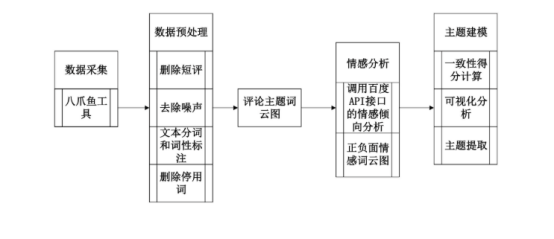 数据采集
八爪鱼工
具
数据预处理
删除短评
去除噪声
文本分词
和词性标
注
删除停用
词
评论主题词
云图
情感分析
调用百度
API接口
的情感倾
向分析
正负面情
感词云图
主题建模
一致性得
分计算
可视化分
析
主题提取